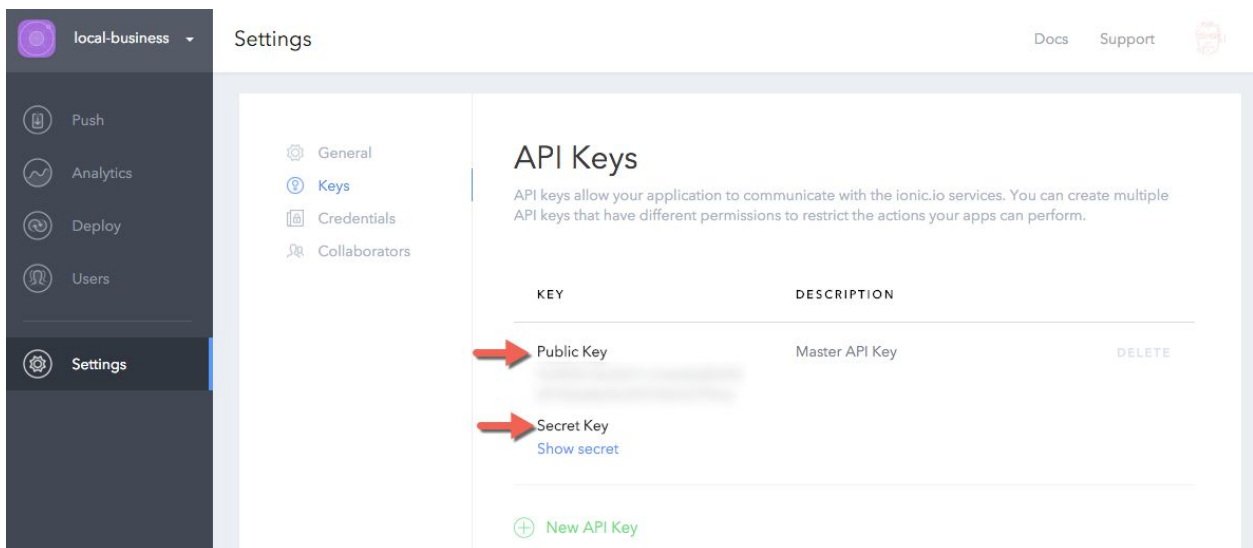 local-business
Settings
Docs
Support
Push
Analytics
Deploy
Users
Settings
General
Keys
Credentials
Collaborators
API Keys
API keys allow your application to communicate with the ionic.io services. You can create multiple
API keys that have different permissions to restrict the actions your apps can perform.
KEY
DESCRIPTION
Public Key
Master API Key
DELETE
Secret Key
Show secret
New API Key